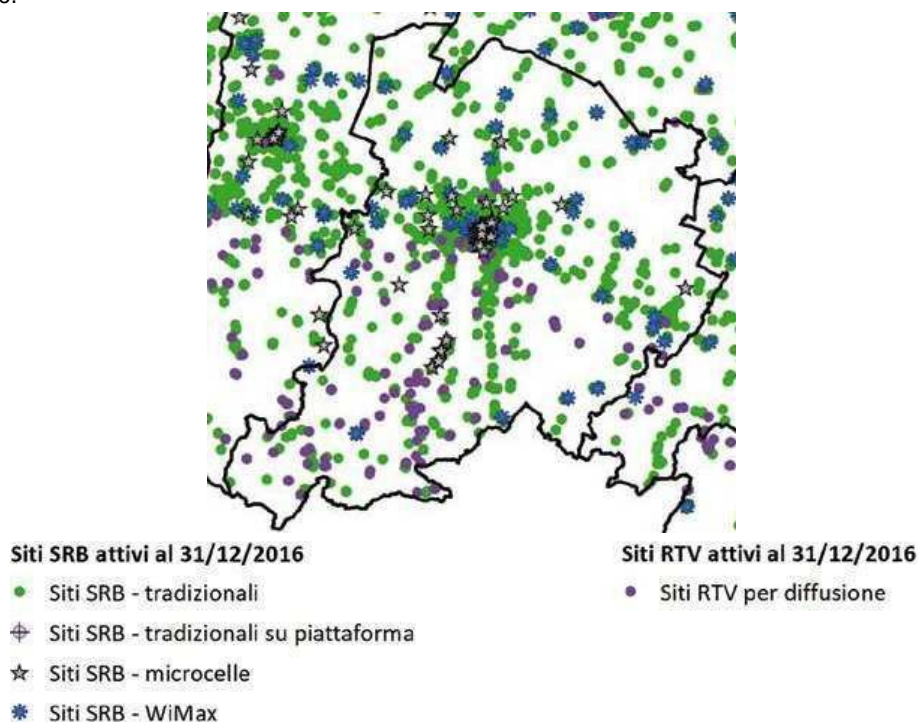 Siti SRB attivi al 31/12/2016
Siti SRB - tradizionali
Siti SRB - tradizionali su piattaforma
Siti SRB - microcelle
Siti SRB - WiMax
Siti RTV attivi al 31/12/2016
Siti RTV per diffusione